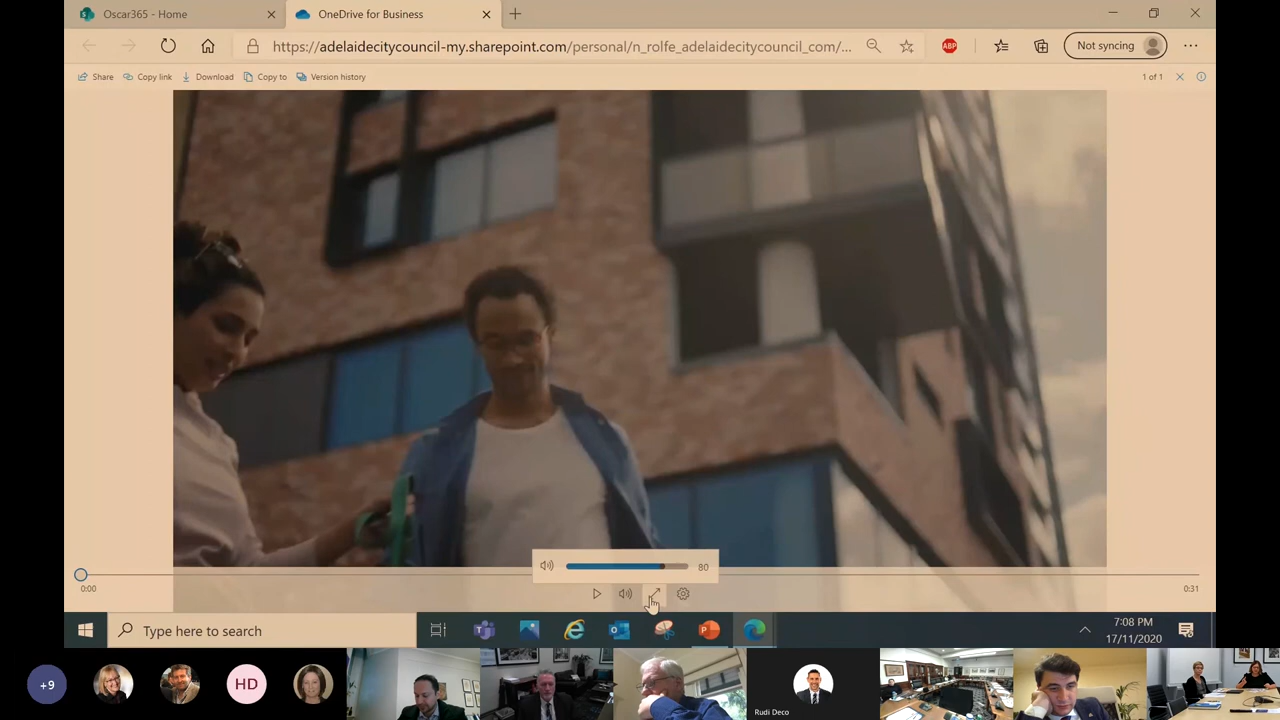 Oscar365 - Home
OneDrive for Business
https://adelaidecitycouncil-my.sharepoint.com/personal/n_rolfe_adelaidecitycouncil_com/...
ABP
Not syncing
Share
Copy link
Download
Copy to
Version history
1 of 1
80
0:00
0:31
Type here to search
7:08 PM
17/11/2020
+9
HD
Rudi Deco